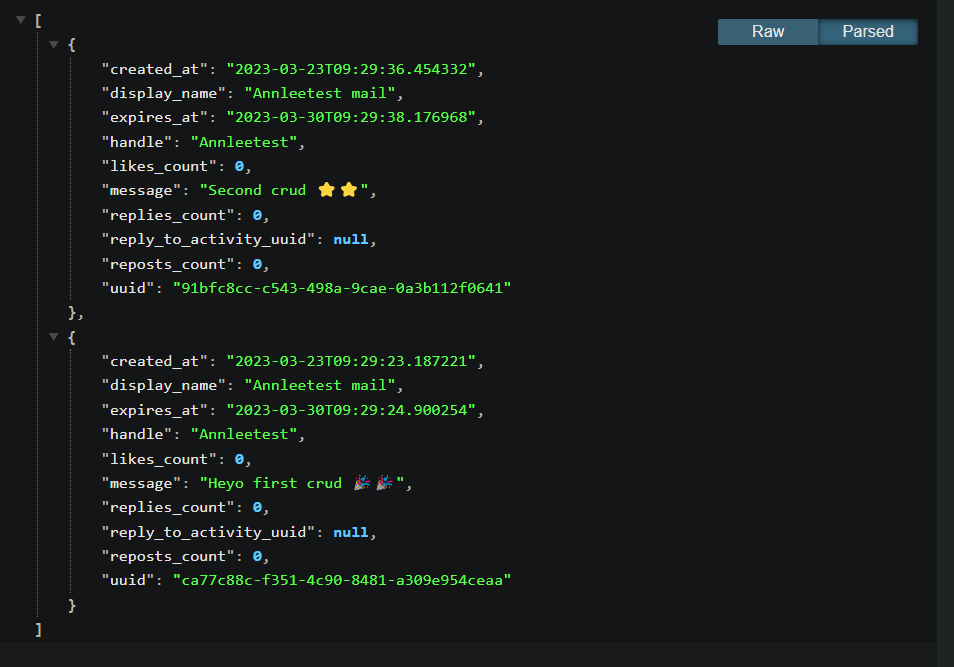 [
Raw Parsed
{
"created_at": "2023-03-23T09:29:36.454332",
"display_name": "Annleetest mail",
"expires_at": "2023-03-30T09:29:38.176968",
"handle": "Annleetest",
"likes_count": 0,
"message": "Second crud ⭐⭐",
"replies_count": 0,
"reply_to_activity_uuid": null,
"reposts_count": 0,
"uuid": "91bfc8cc-c543-498a-9cae-0a3b112f0641"
},
{
"created_at": "2023-03-23T09:29:23.187221",
"display_name": "Annleetest mail",
"expires_at": "2023-03-30T09:29:24.900254",
"handle": "Annleetest",
"likes_count": 0,
"message": "Heyo first crud 🎉🎉",
"replies_count": 0,
"reply_to_activity_uuid": null,
"reposts_count": 0,
"uuid": "ca77c88c-f351-4c90-8481-a309e954ceaa"
}
]